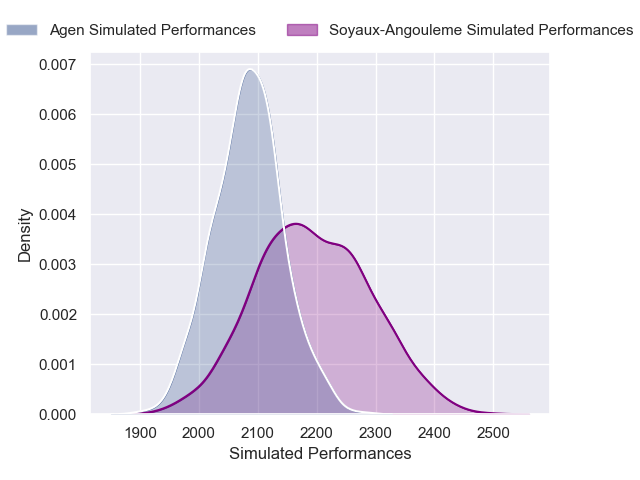 Agen Simulated Performances
Soyaux-Angouleme Simulated Performances
0.007
0.006
0.005
0.004
0.003
0.002
0.001
0.000
Density
1900 2000 2100 2200 2300 2400 2500
Simulated Performances